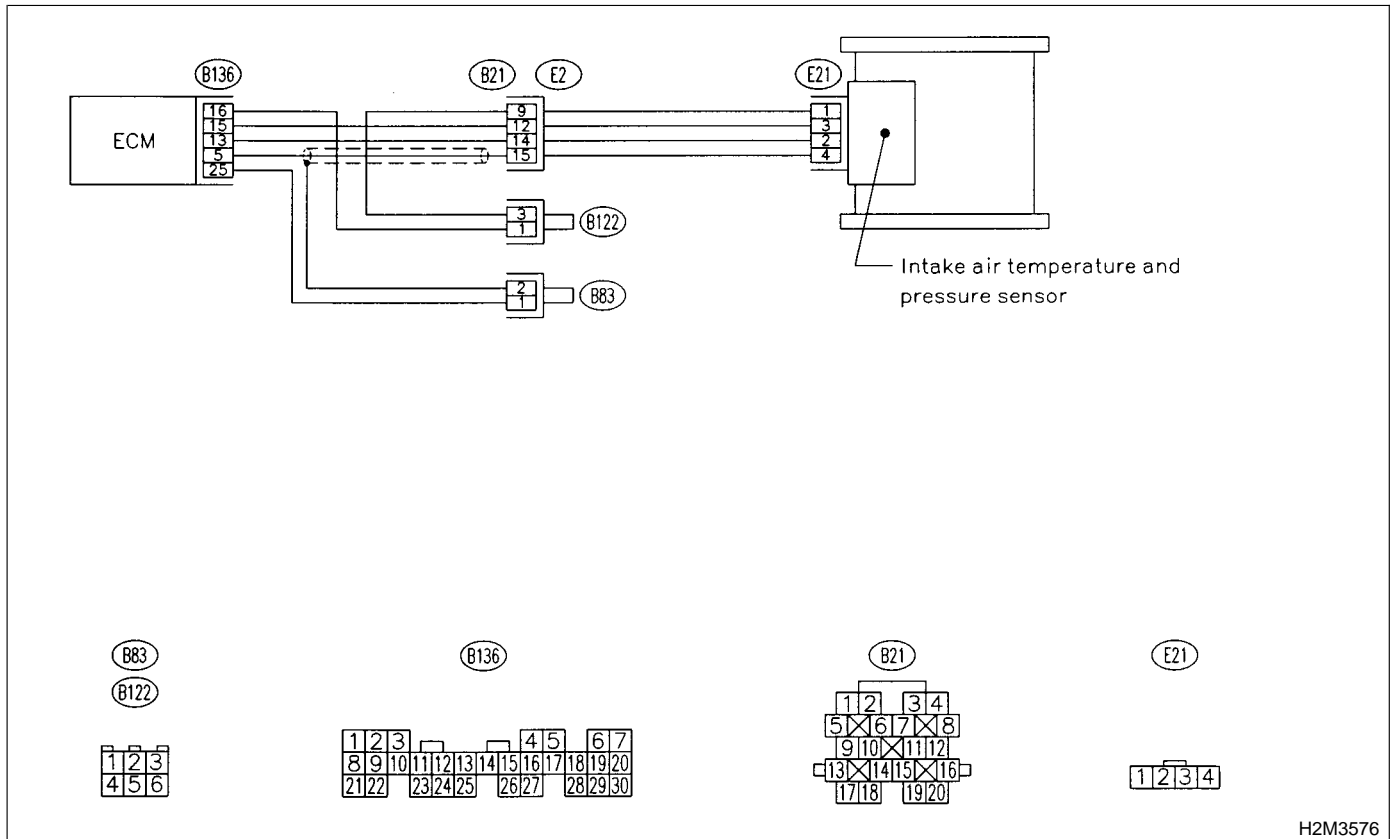 B136 B21 E2 E21
ECM 16 9 1
15 12 3
13 14 2
5 15 4
25
3
1 B122
2
1 B83
Intake air temperature and
pressure sensor
B83 B136 B21 E21
B122
1 2 3
4 5 6
1 2 3 4 5 6 7
8 9 10 11 12 13 14 15 16 17 18 19 20
21 22 23 24 25 26 27 28 29 30
1 2 3 4
5 6 7 8
9 10 11 12
13 14 15 16
17 18 19 20
1 2 3 4
H2M3576